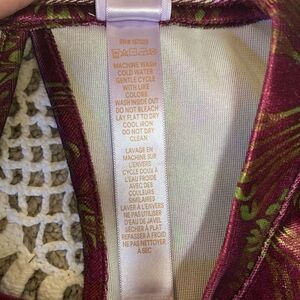 MACHINE WASH
COLD WATER
GENTLE CYCLE
WITH LIKE
COLORS
WASH INSIDE OUT
DO NOT BLEACH
LAY FLAT TO DRY
COOL IRON
DO NOT DRY
CLEAN
LAVAGE EN
MACHINE SUR
L'ENVERS
CYCLE DOUX À
L'EAU FROIDE
AVEC DES
COULEURS
SIMILAIRES
LAVER À L'ENVERS
NE PAS UTILISER
D'EAU DE JAVEL
SÉCHER À PLAT
REPASSER À FROID
NE PAS NETTOYER
À SEC